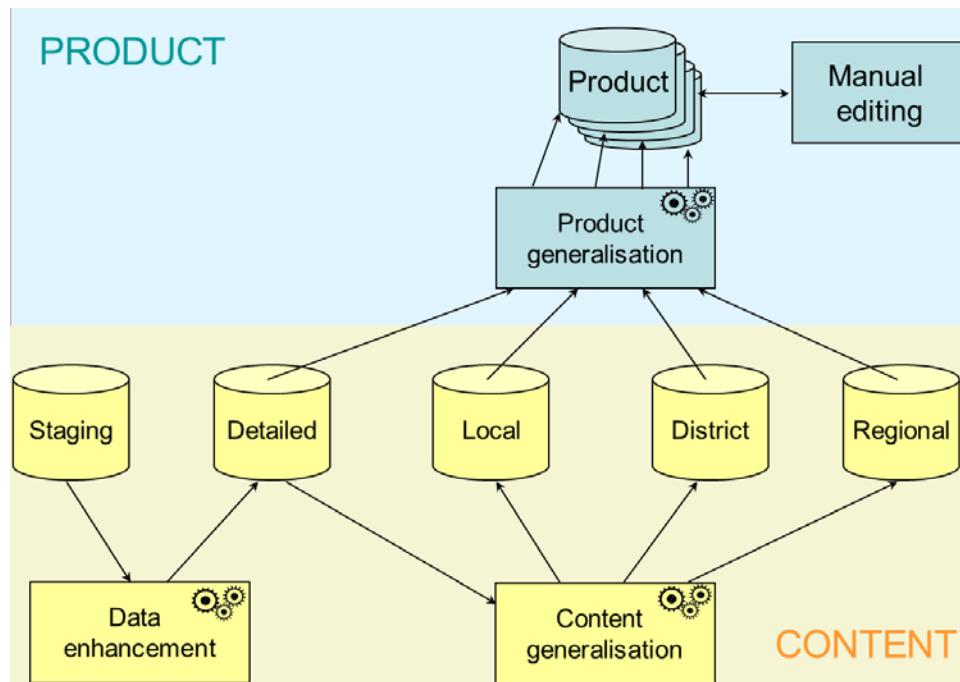 PRODUCT
Product
Manual
editing
Product
generalisation
Staging
Detailed
Local
District
Regional
Data
enhancement
Content
generalisation
CONTENT